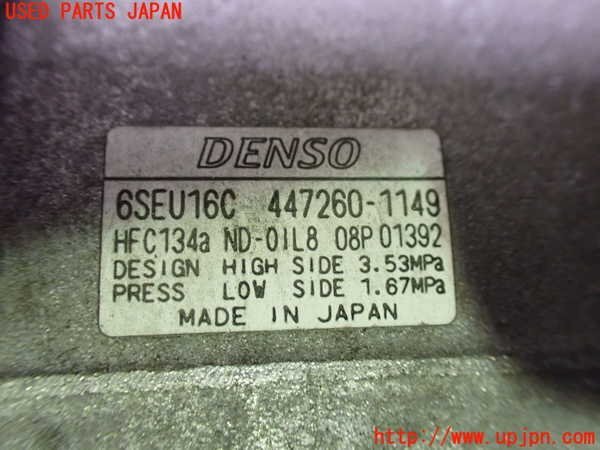 USED PARTS JAPAN
DENSO
6SEU16C 447260-1149
HFC134a ND-OIL8 08P01392
DESIGN HIGH SIDE 3.53MPa
PRESS LOW SIDE 1.67MPa
MADE IN JAPAN
UPJ
http://www.upjpn.com